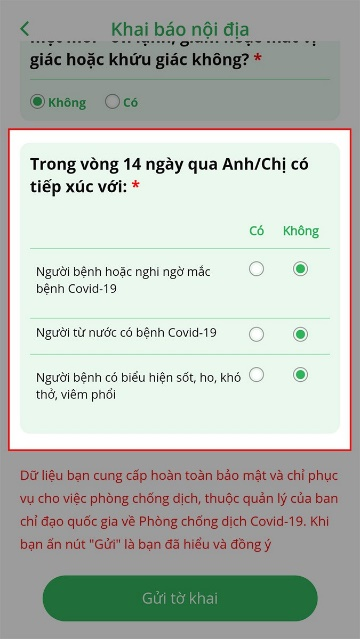 Khai báo nội địa
giác hoặc khứu giác không? *
Không Có
Trong vòng 14 ngày qua Anh/Chị có
tiếp xúc với: *
Có Không
Người bệnh hoặc nghi ngờ mắc
bệnh Covid-19
Người từ nước có bệnh Covid-19
Người bệnh có biểu hiện sốt, ho, khó
thở, viêm phổi
Dữ liệu bạn cung cấp hoàn toàn bảo mật và chỉ phục
vụ cho việc phòng chống dịch, thuộc quản lý của ban
chỉ đạo quốc gia về Phòng chống dịch Covid-19. Khi
bạn ấn nút "Gửi" là bạn đã hiểu và đồng ý
Gửi tờ khai